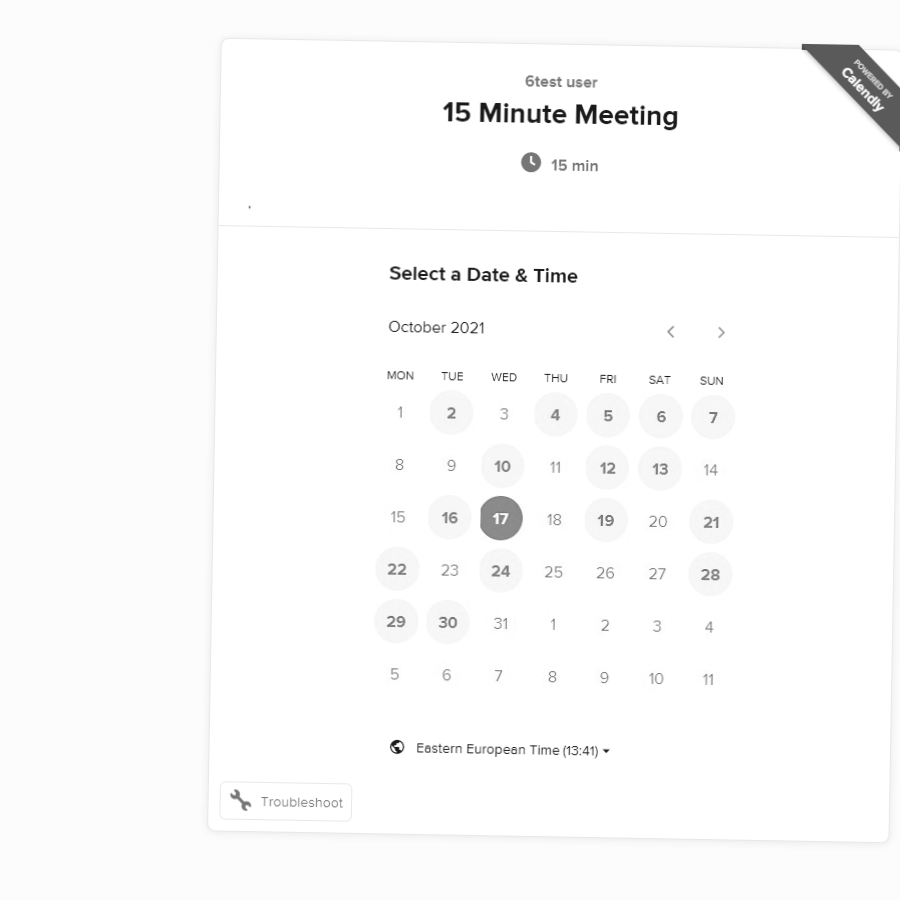 POWERED BY
Calendly
6test user
15 Minute Meeting
15 min
.
Select a Date & Time
October 2021
MON TUE WED THU FRI SAT SUN
1 2 3 4 5 6 7
8 9 10 11 12 13 14
15 16 17 18 19 20 21
22 23 24 25 26 27 28
29 30 31 1 2 3 4
5 6 7 8 9 10 11
Eastern European Time (13:41)
Troubleshoot